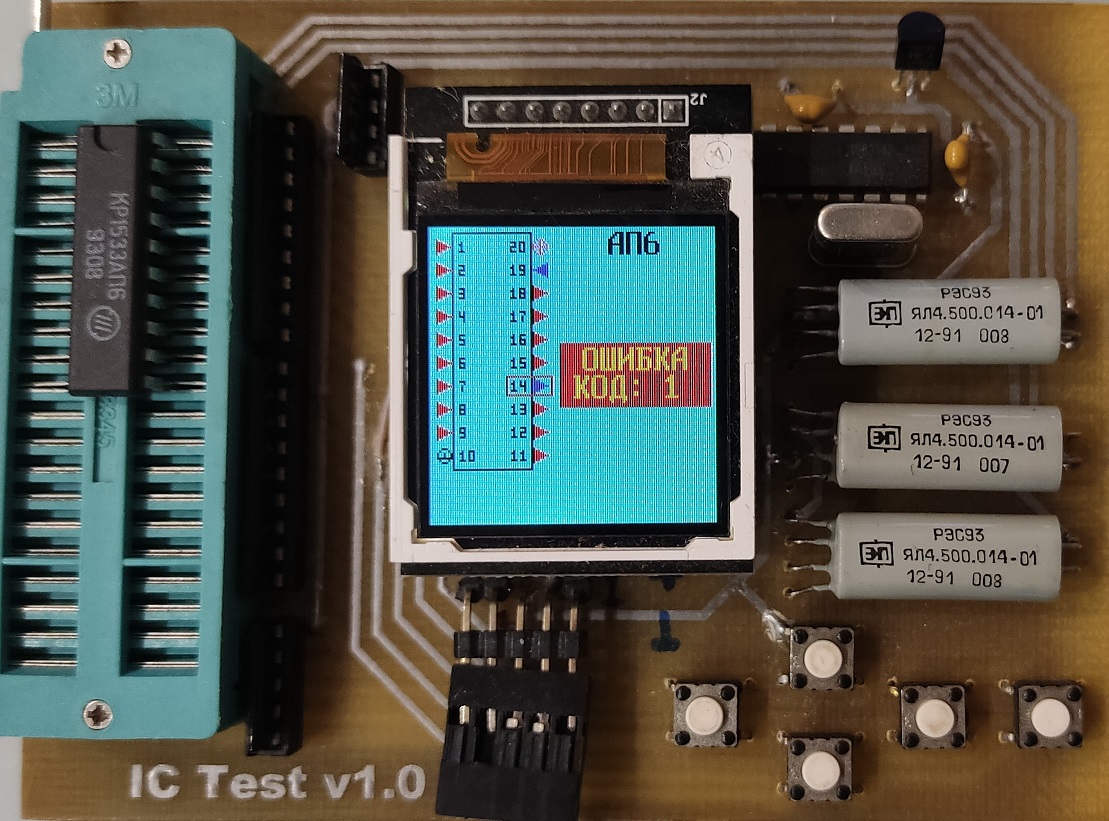 3M
КР1533АП6
9308
J2
АП6
1 20
2 19
3 18
4 17
5 16
6 15
7 14
8 13
9 12
10 11
ОШИБКА
КОД: 1
РЭС93
ЯЛ4.500.014-01
12-91 008
РЭС93
ЯЛ4.500.014-01
12-91 007
РЭС93
ЯЛ4.500.014-01
12-91 008
IC Test v1.0